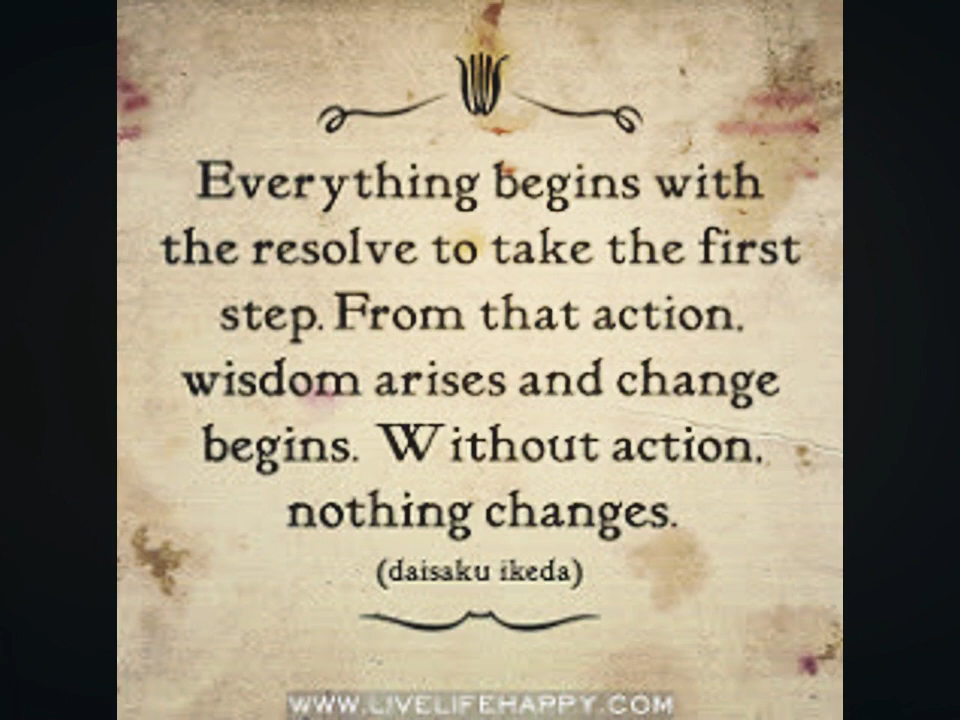 Everything begins with
the resolve to take the first
step. From that action,
wisdom arises and change
begins. Without action,
nothing changes.
(daisaku ikeda)
WWW.LIVELIFEHAPPY.COM